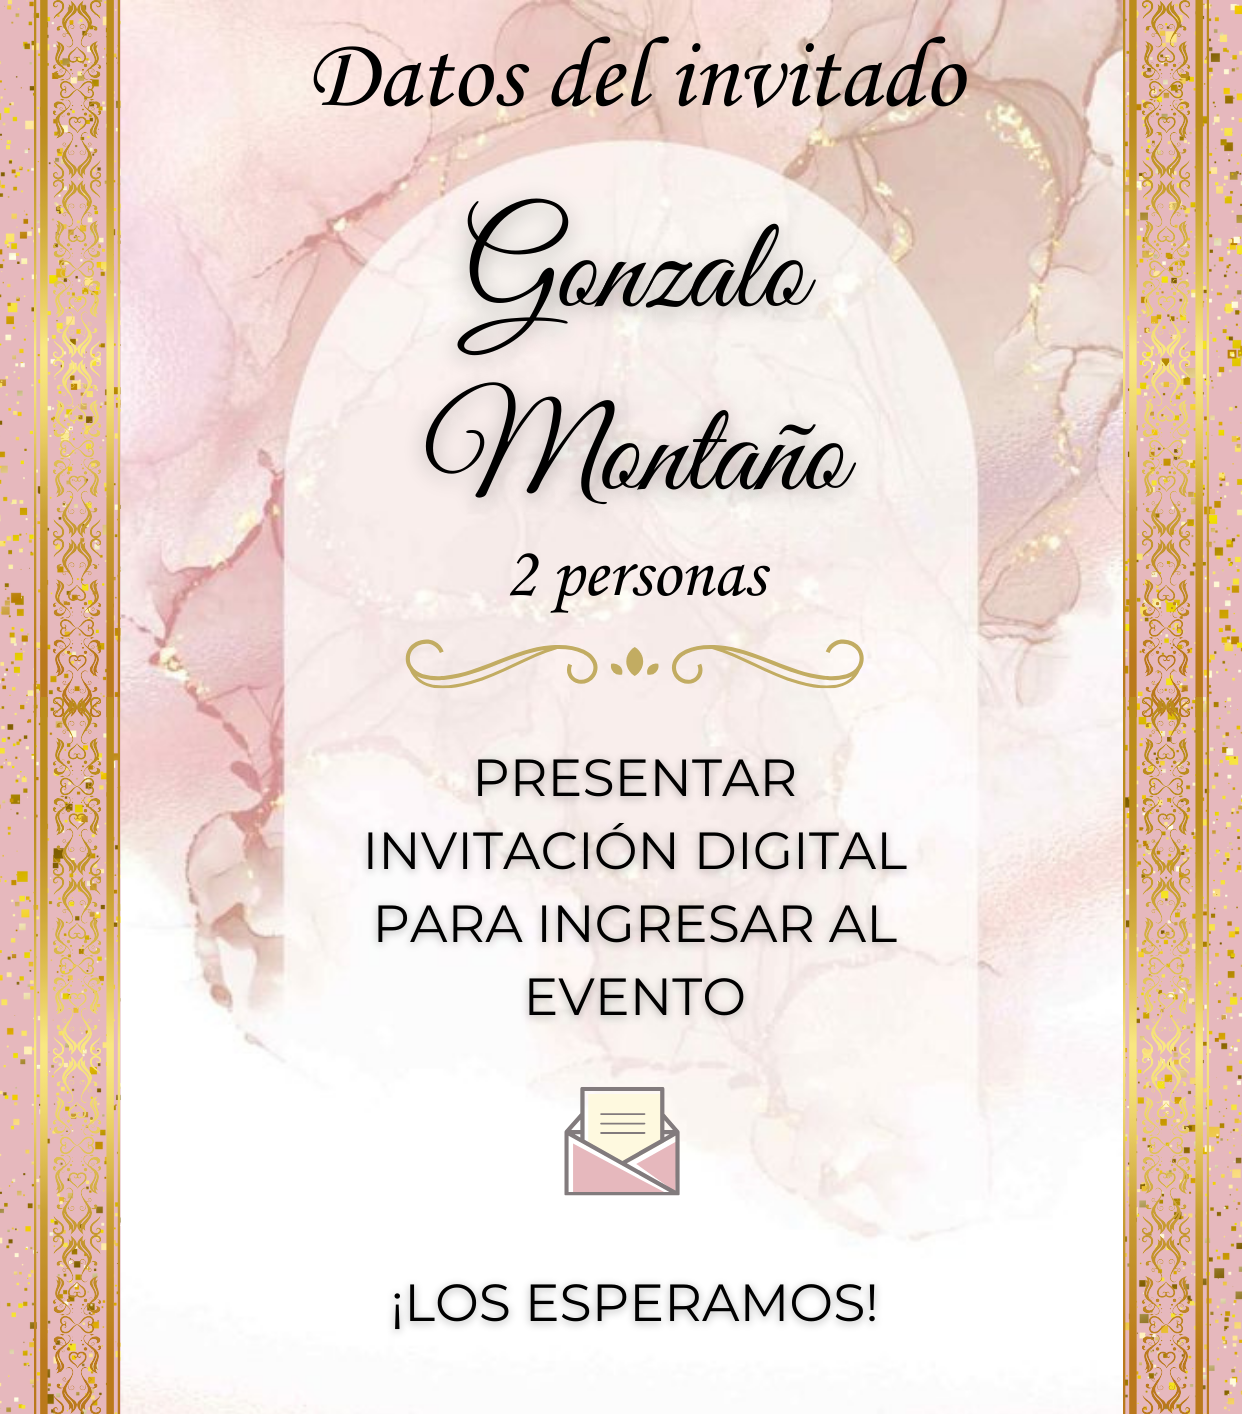 Datos del invitado
Gonzalo
Montaño
2 personas
PRESENTAR
INVITACIÓN DIGITAL
PARA INGRESAR AL
EVENTO
¡LOS ESPERAMOS!